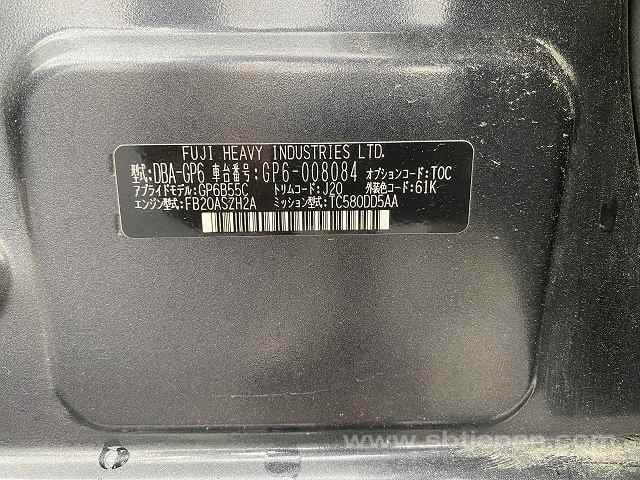 FUJI HEAVY INDUSTRIES LTD.
型式:DBA-GP6 車台番号:GP6-008084 オプションコード:TOC
アプライドモデル:GP6B55C トリムコード:J20 外装色コード:61K
エンジン型式:FB20ASZH2A ミッション型式:TC580DD5AA
www.sbtjapan.com